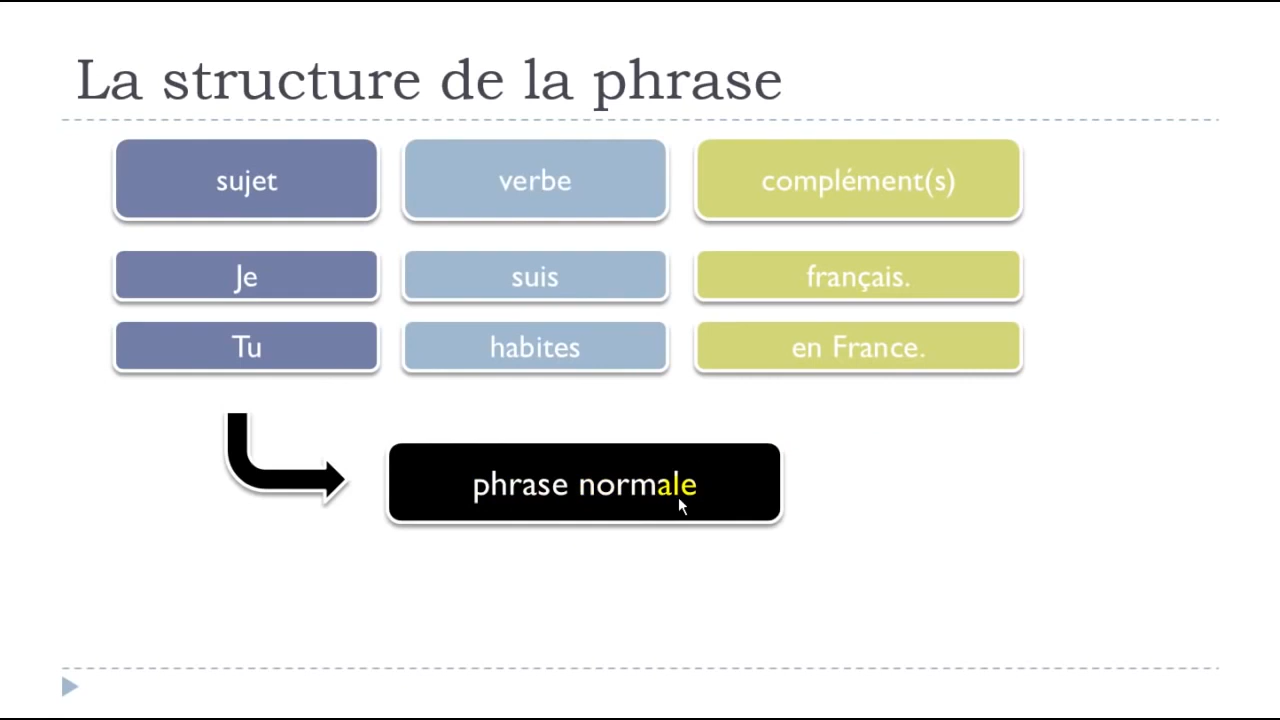 La structure de la phrase
sujet verbe complément(s)
Je suis français.
Tu habites en France.
phrase normale